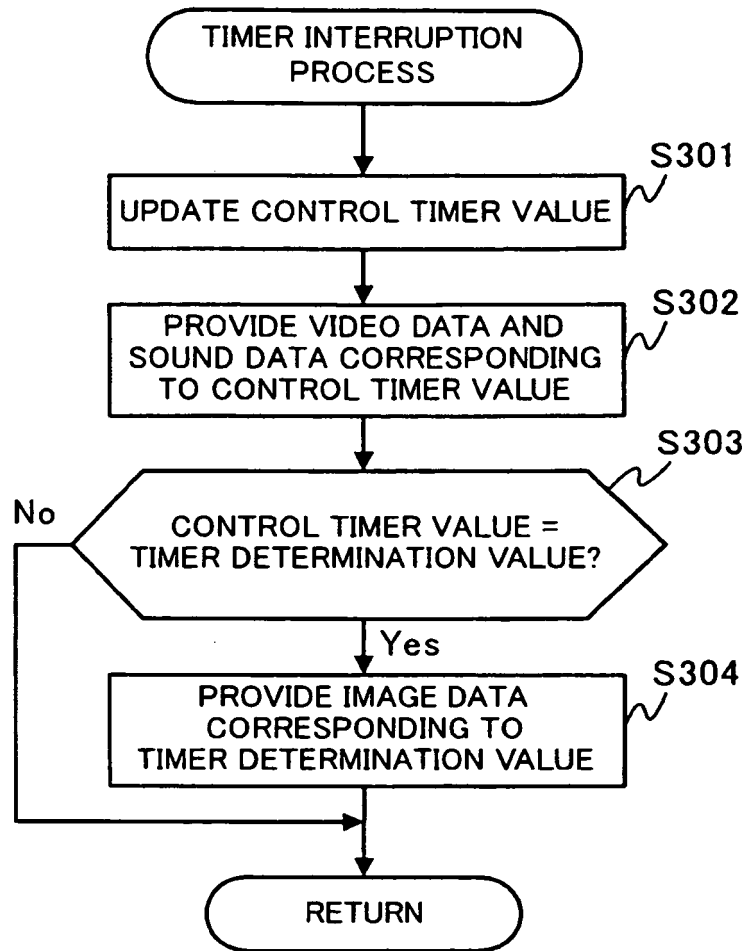 TIMER INTERRUPTION
PROCESS
S301
UPDATE CONTROL TIMER VALUE
S302
PROVIDE VIDEO DATA AND
SOUND DATA CORRESPONDING
TO CONTROL TIMER VALUE
S303
No
CONTROL TIMER VALUE =
TIMER DETERMINATION VALUE?
Yes
S304
PROVIDE IMAGE DATA
CORRESPONDING TO
TIMER DETERMINATION VALUE
RETURN